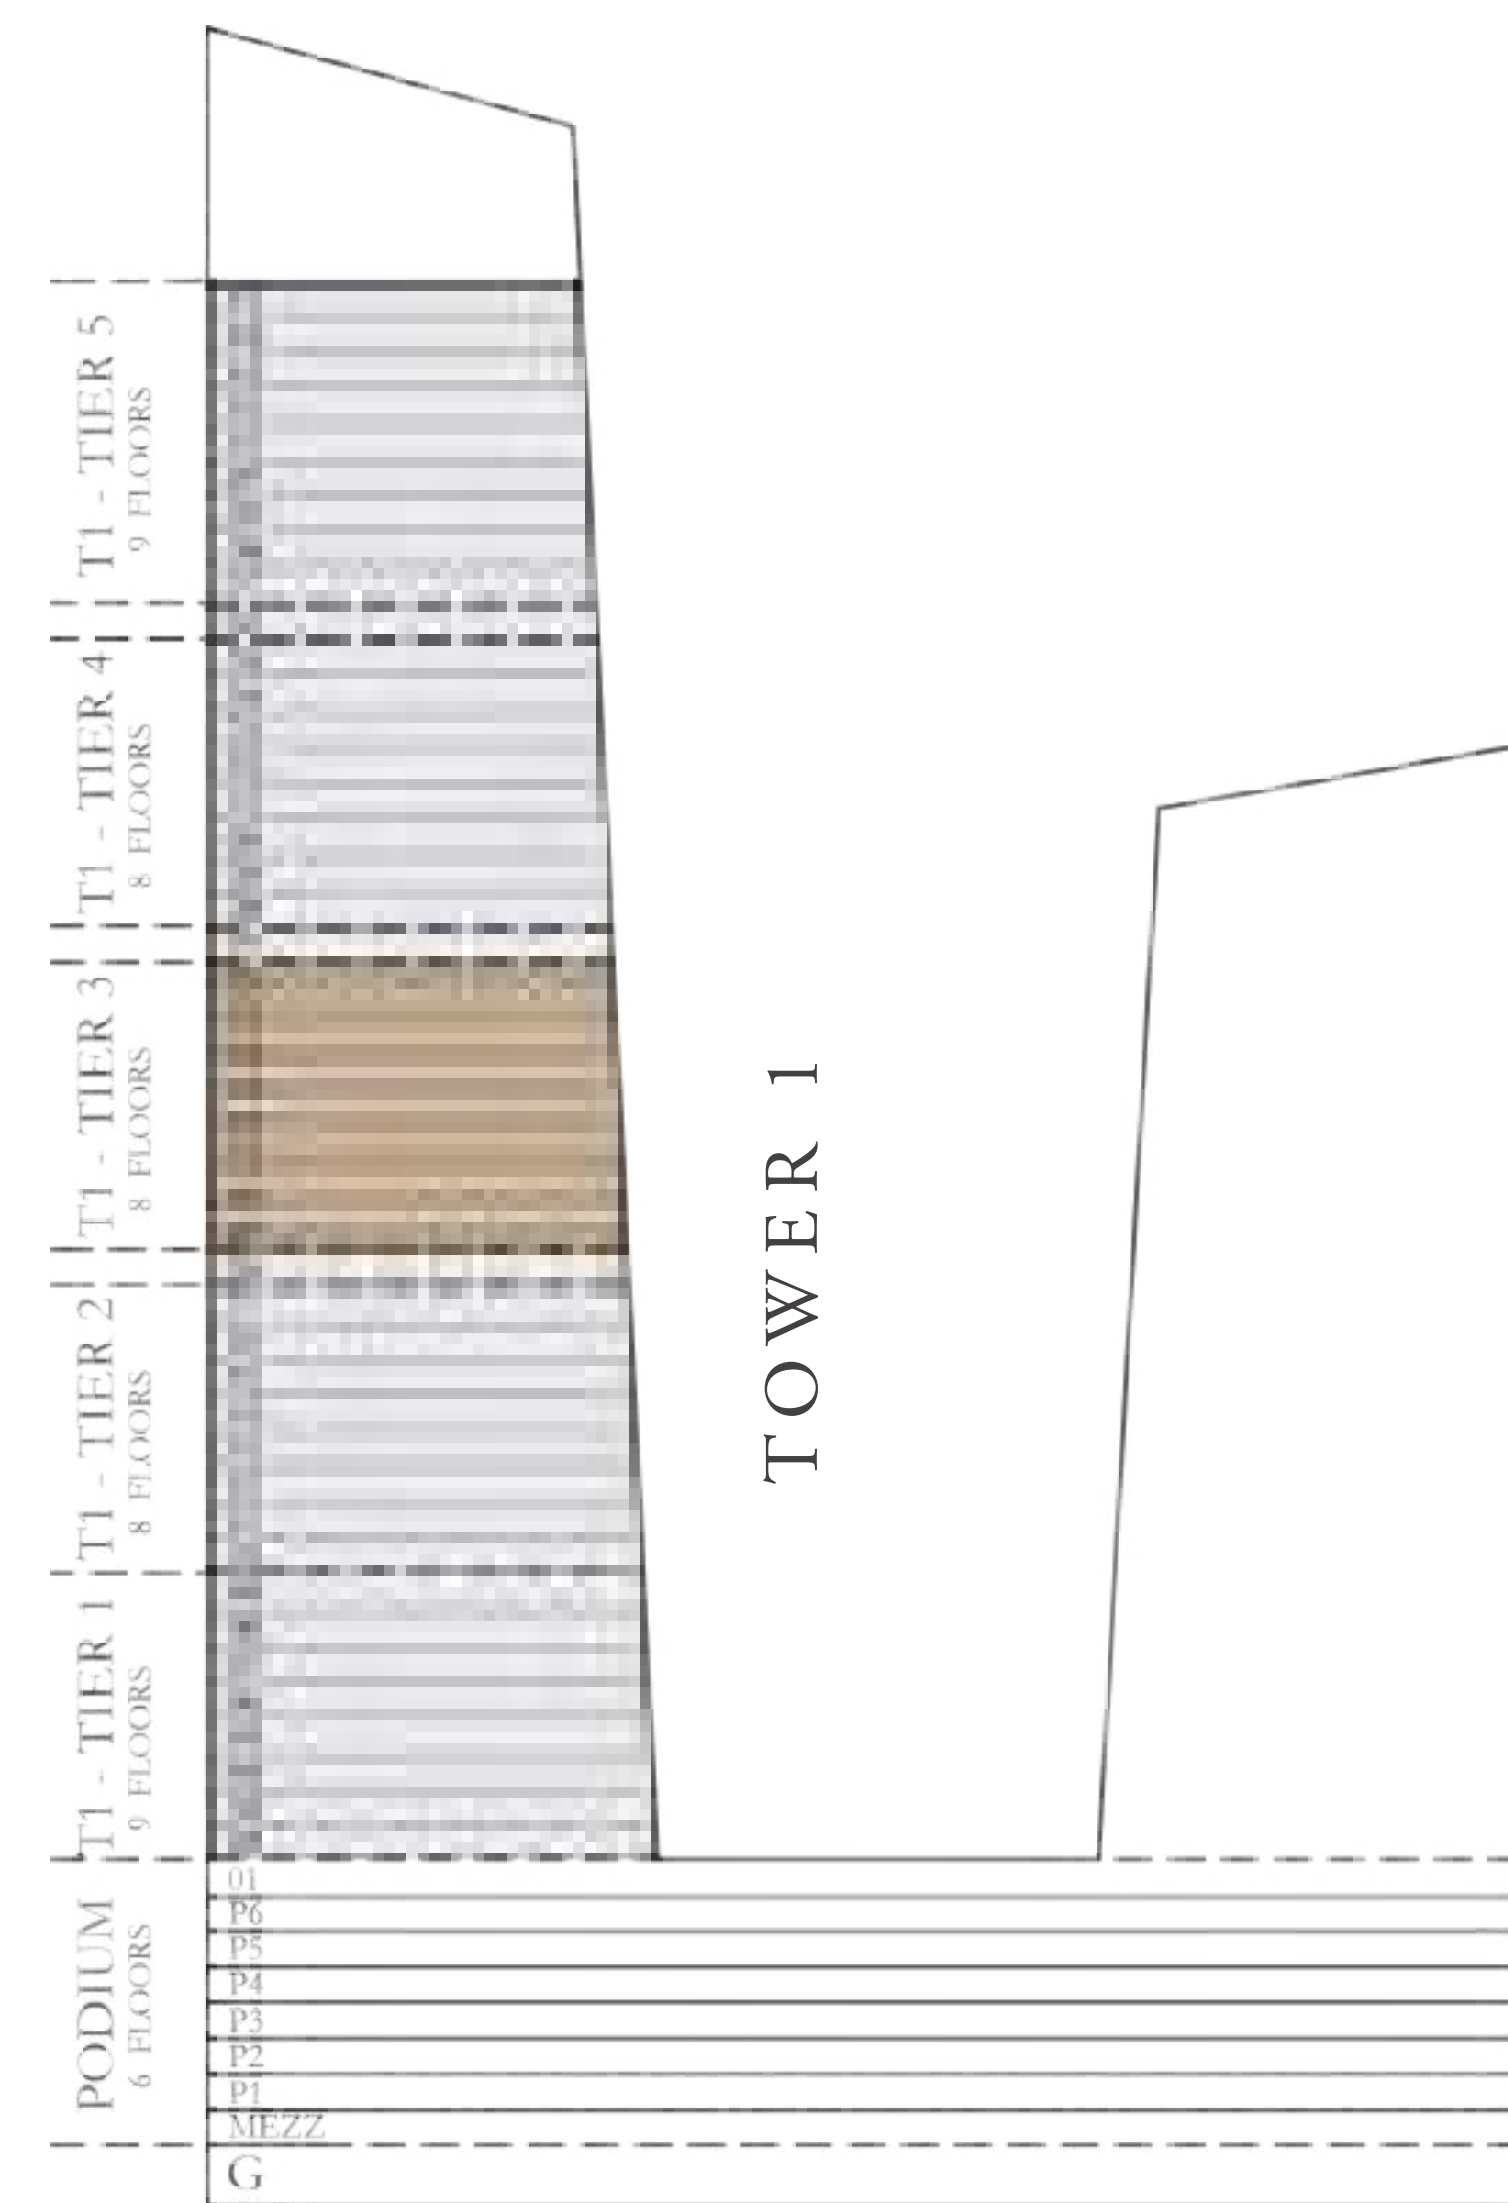 T1 - TIER 5
9 FLOORS
T1 - TIER 4
8 FLOORS
T1 - TIER 3
8 FLOORS
T1 - TIER 2
8 FLOORS
T1 - TIER 1
9 FLOORS
PODIUM
6 FLOORS
TOWER 1
01
P6
P5
P4
P3
P2
P1
MEZZ
G